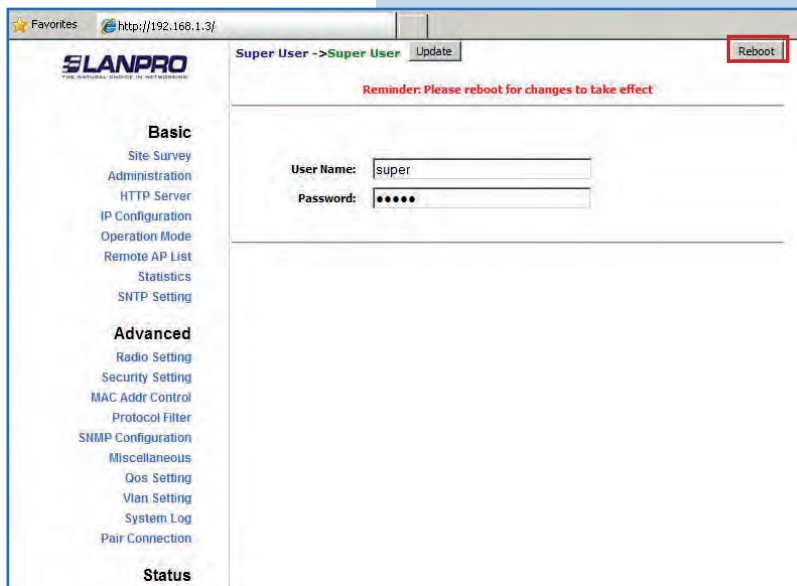 Favorites
http://192.168.1.3/
LANPRO
THE NATURAL CHOICE IN NETWORKING
Super User ->Super User Update Reboot
Reminder: Please reboot for changes to take effect
User Name: super
Password: •••••
Basic
Site Survey
Administration
HTTP Server
IP Configuration
Operation Mode
Remote AP List
Statistics
SNTP Setting
Advanced
Radio Setting
Security Setting
MAC Addr Control
Protocol Filter
SNMP Configuration
Miscellaneous
Qos Setting
Vlan Setting
System Log
Pair Connection
Status